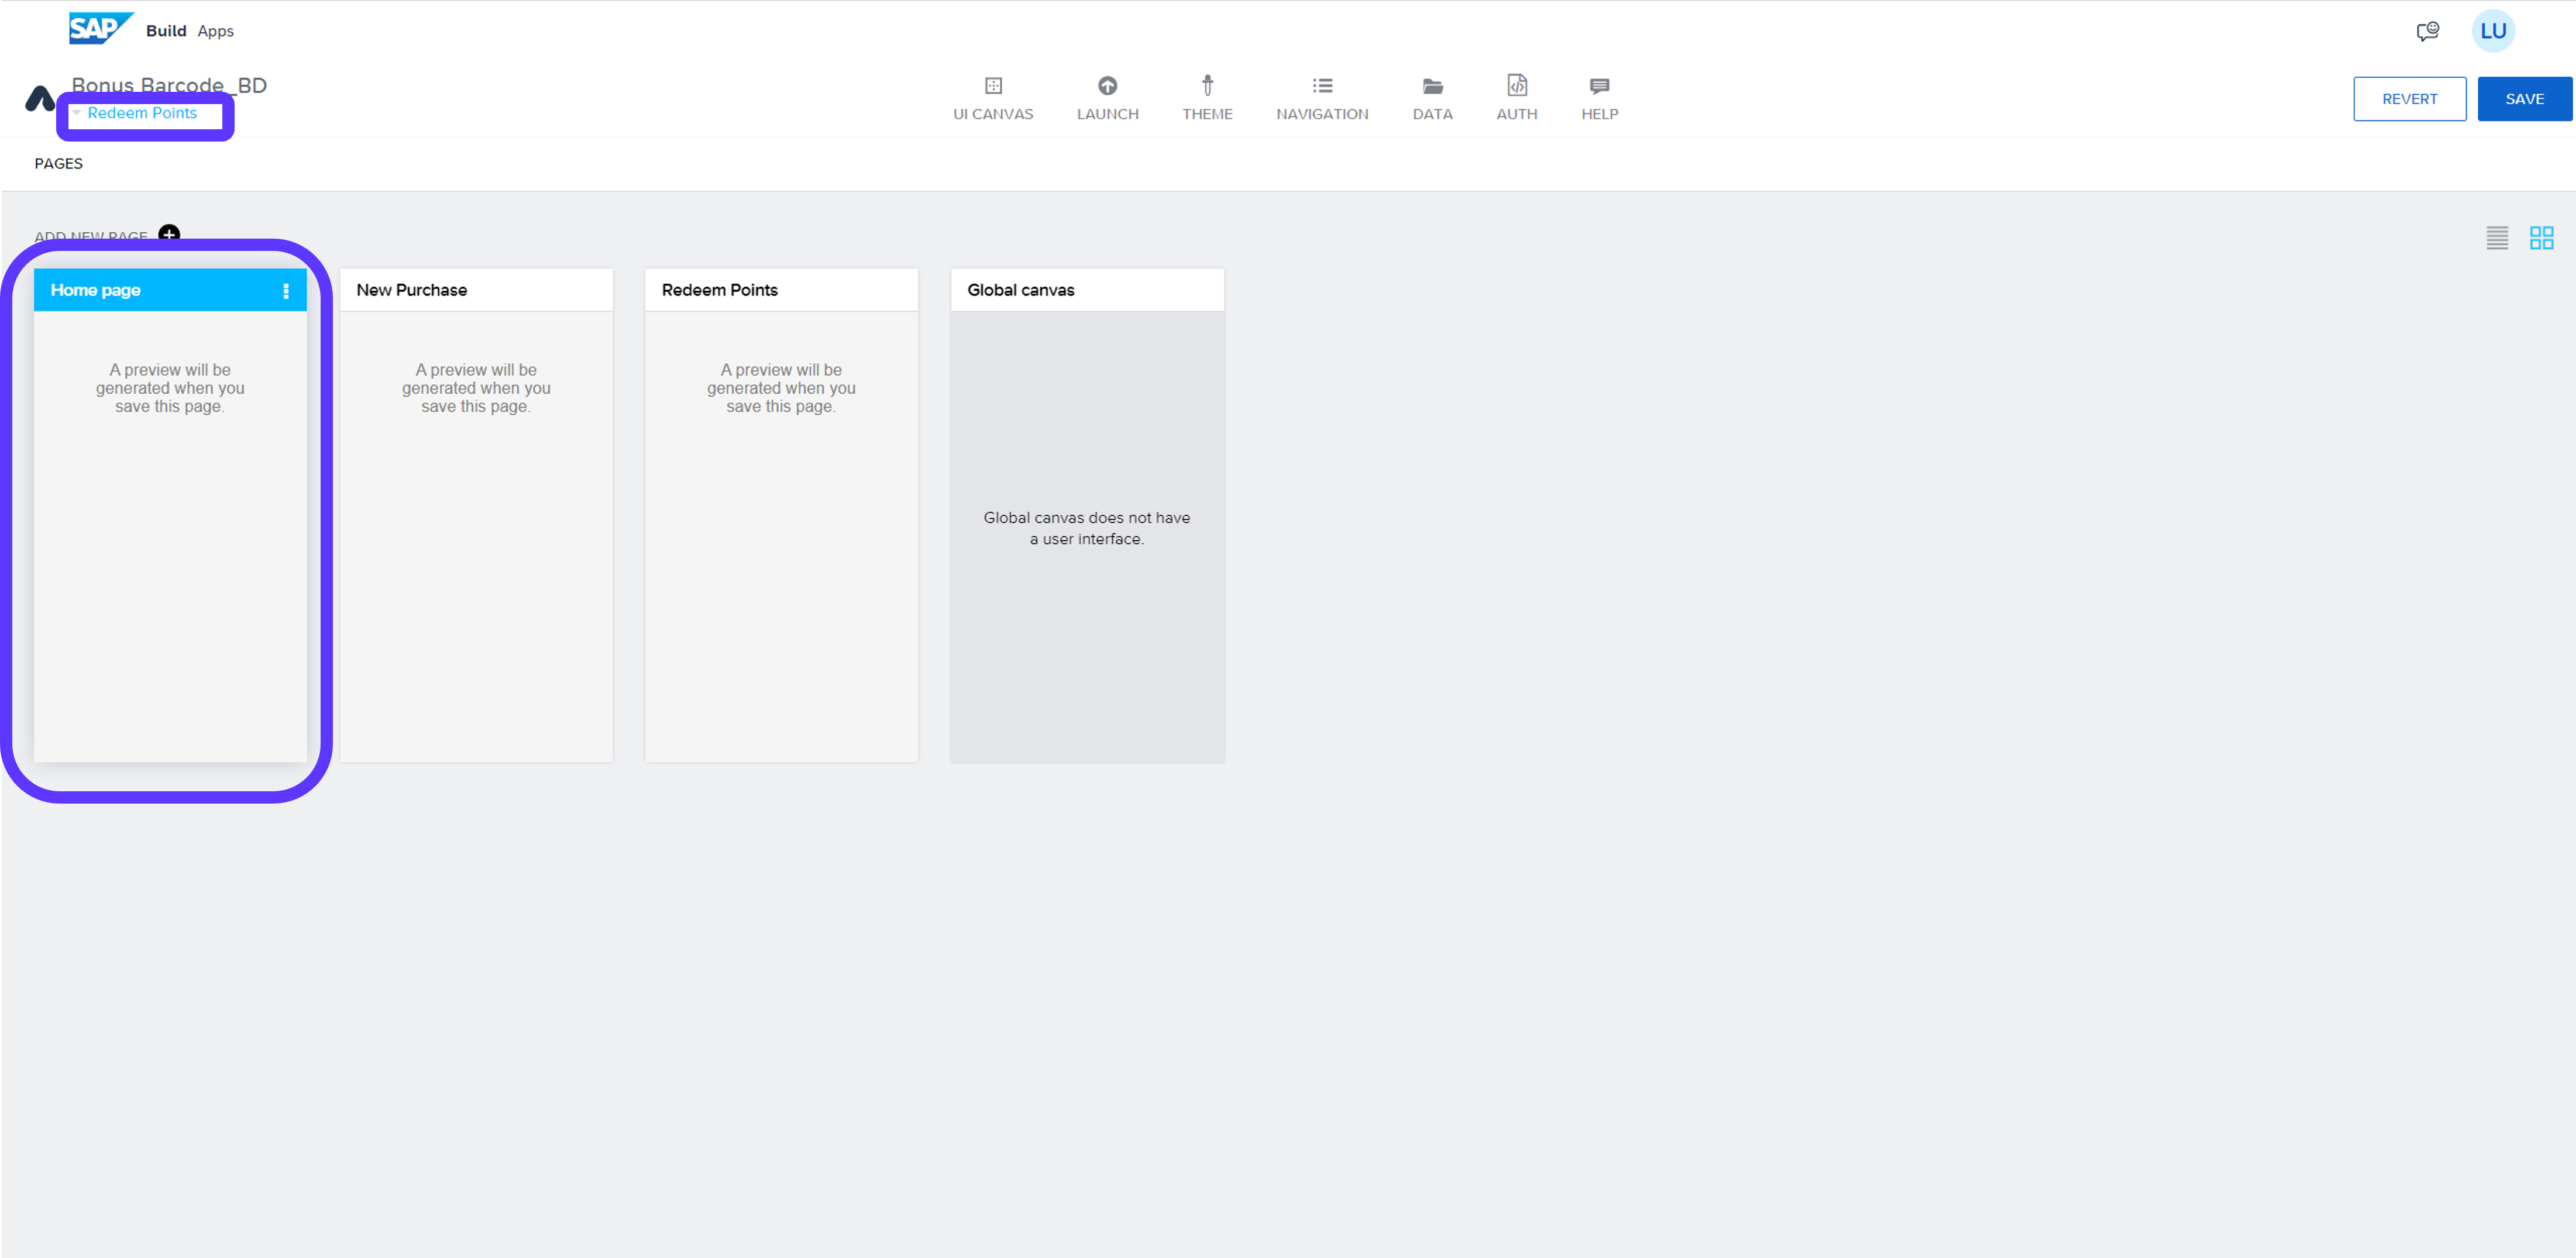 SAP Build Apps
LU
Bonus Barcode_BD
Redeem Points
UI CANVAS
LAUNCH
THEME
NAVIGATION
DATA
AUTH
HELP
REVERT
SAVE
PAGES
ADD NEW PAGE
Home page
A preview will be
generated when you
save this page.
New Purchase
A preview will be
generated when you
save this page.
Redeem Points
A preview will be
generated when you
save this page.
Global canvas
Global canvas does not have
a user interface.